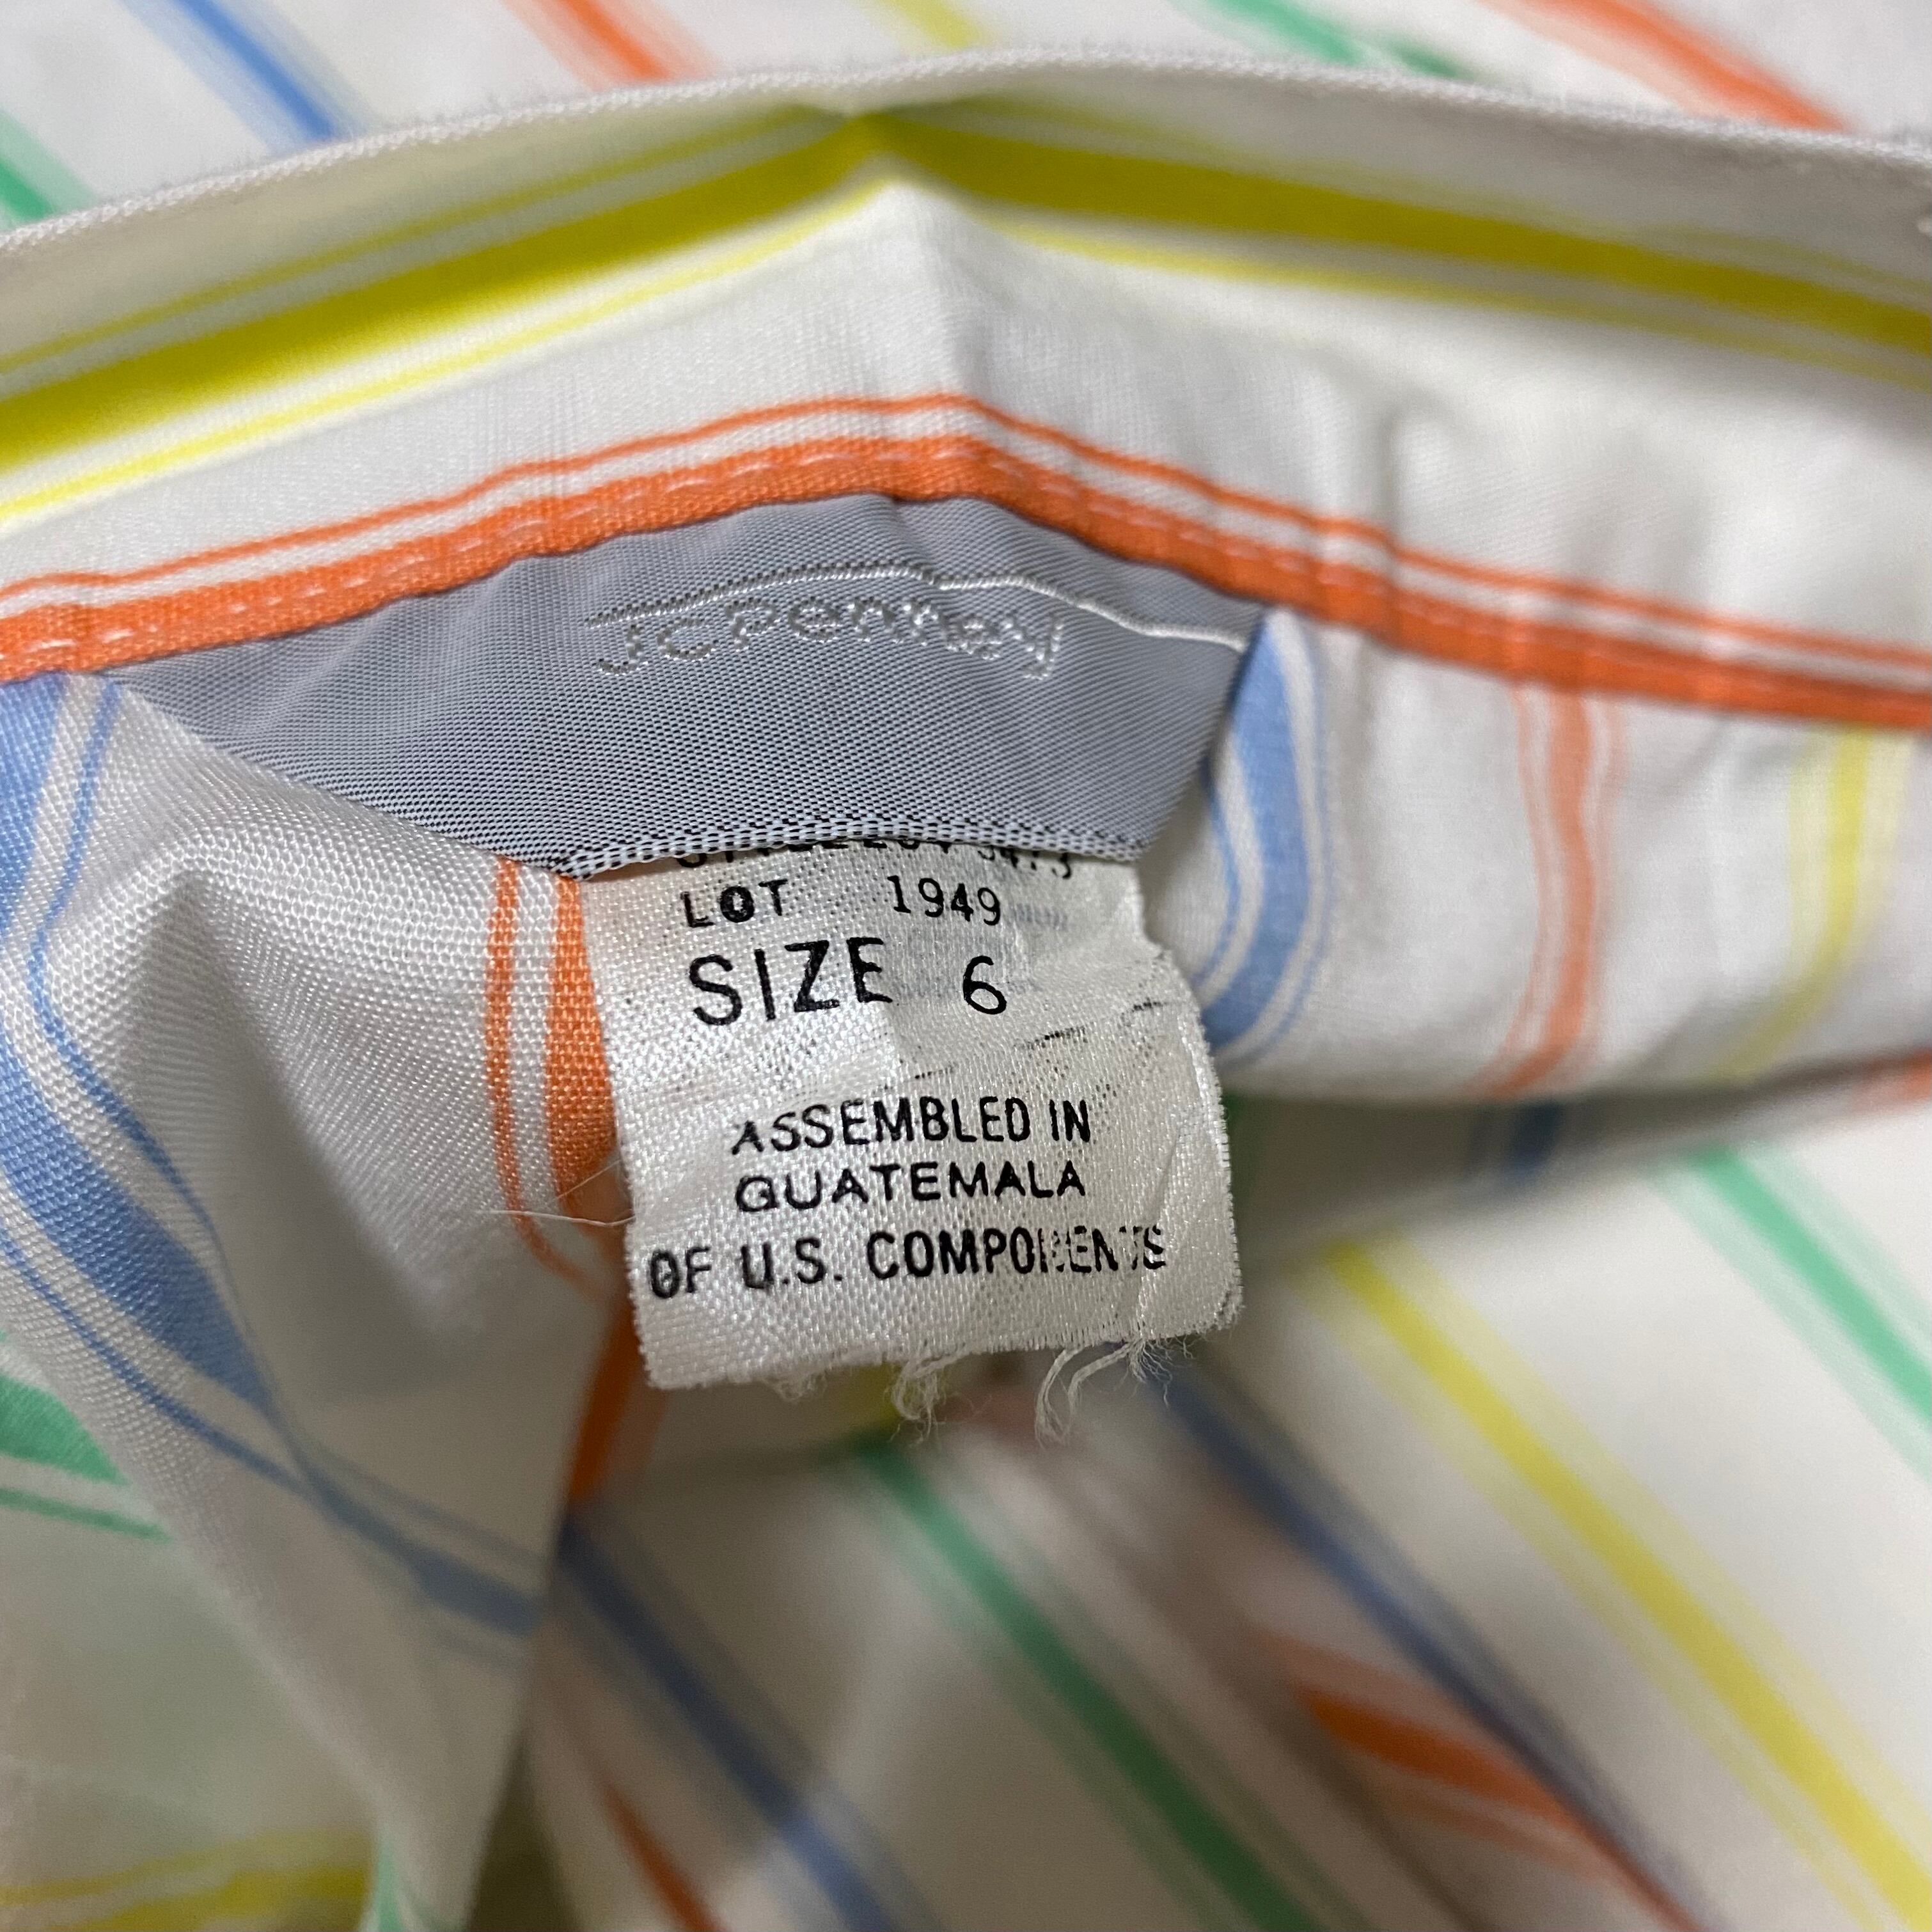 JCPenney
LOT 1949
SIZE 6
ASSEMBLED IN
GUATEMALA
OF U.S. COMPONENTS